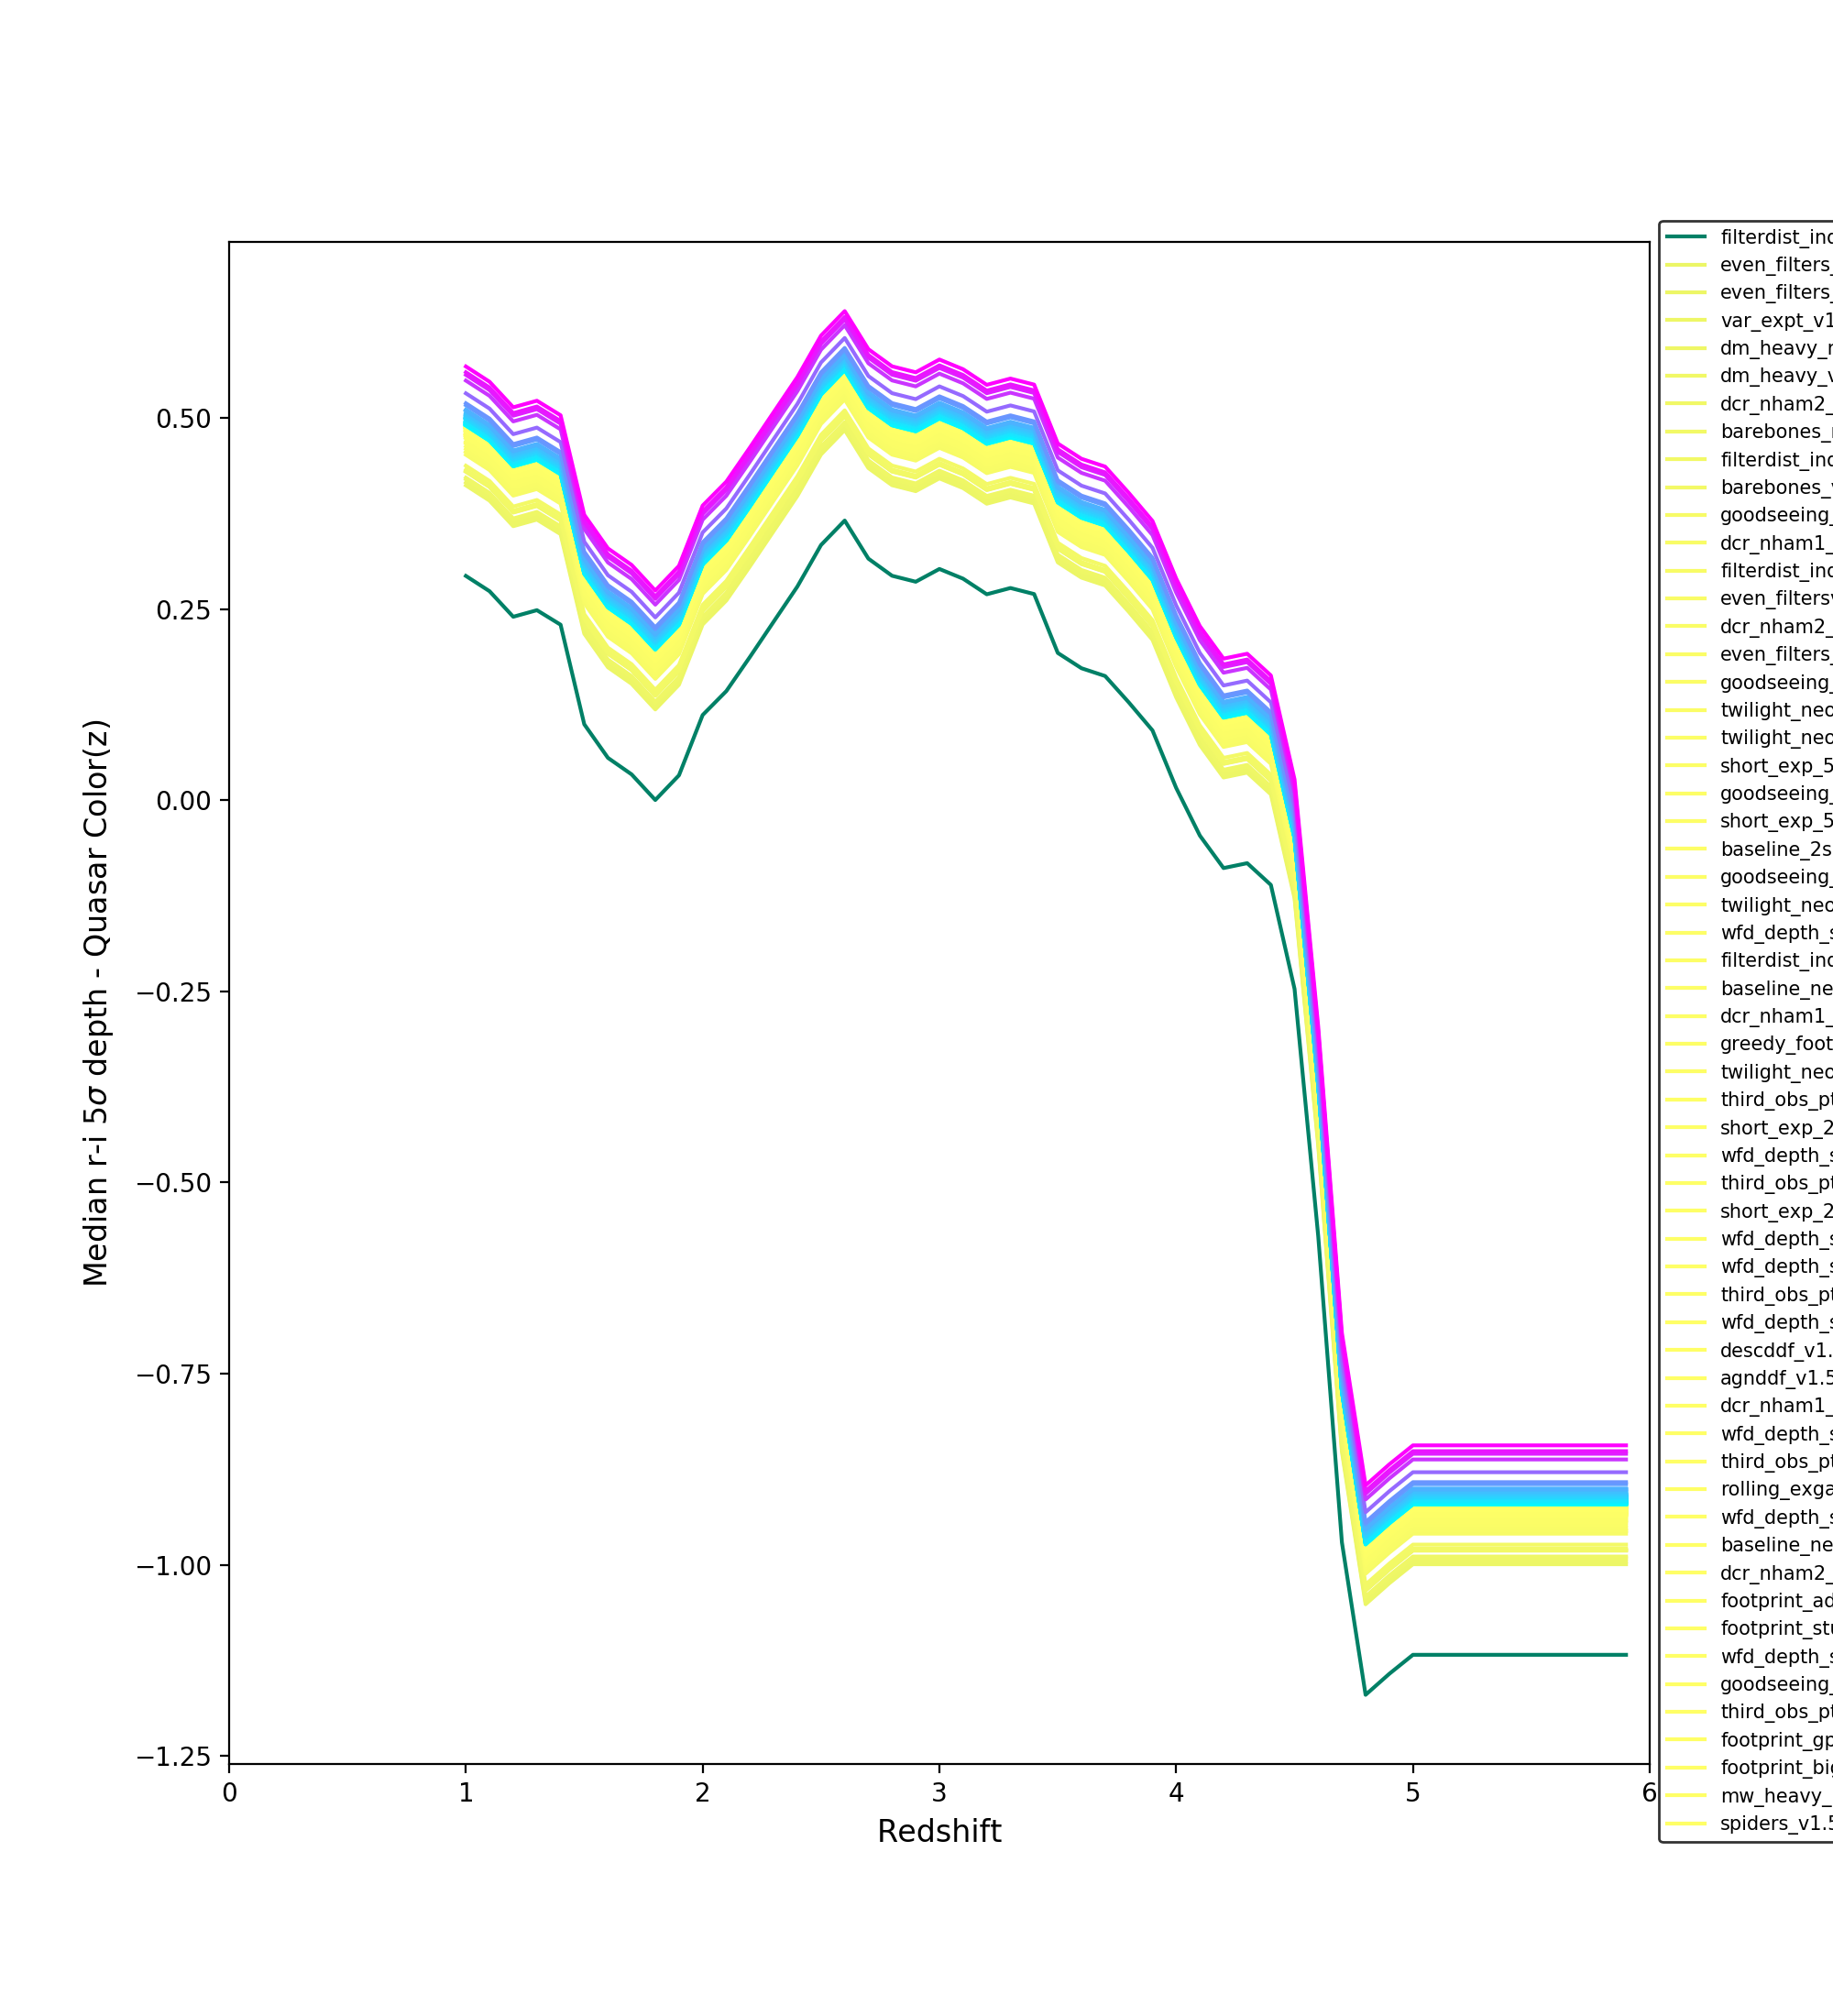 Median r-i 5σ depth - Quasar Color(z)
0.50
0.25
0.00
−0.25
−0.50
−0.75
−1.00
−1.25
0 1 2 3 4 5 6
Redshift
filterdist_ind
even_filters_
even_filters_
var_expt_v1
dm_heavy_
dm_heavy_v
dcr_nham2_
barebones_
filterdist_ind
barebones_v
goodseeing_
dcr_nham1_
filterdist_ind
even_filtersv
dcr_nham2_
even_filters_
goodseeing_
twilight_neo
twilight_neo
short_exp_5
goodseeing_
short_exp_5
baseline_2s
goodseeing_
twilight_neo
wfd_depth_s
filterdist_ind
baseline_ne
dcr_nham1_
greedy_foot
twilight_neo
third_obs_pt
short_exp_2
wfd_depth_s
third_obs_pt
short_exp_2
wfd_depth_s
wfd_depth_s
third_obs_pt
wfd_depth_s
descddf_v1.
agnddf_v1.5
dcr_nham1_
wfd_depth_s
third_obs_pt
rolling_exga
wfd_depth_s
baseline_ne
dcr_nham2_
footprint_ad
footprint_stu
wfd_depth_s
goodseeing_
third_obs_pt
footprint_gp
footprint_big
mw_heavy_
spiders_v1.5